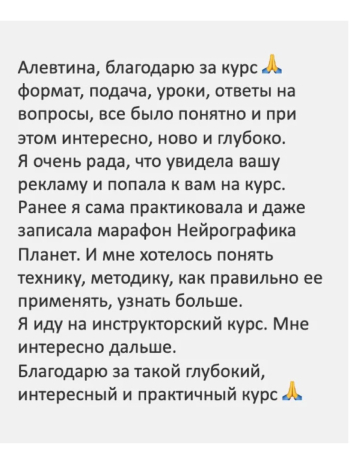 Алевтина, благодарю за курс 🙏
формат, подача, уроки, ответы на
вопросы, все было понятно и при
этом интересно, ново и глубоко.
Я очень рада, что увидела вашу
рекламу и попала к вам на курс.
Ранее я сама практиковала и даже
записала марафон Нейрографика
Планет. И мне хотелось понять
технику, методику, как правильно ее
применять, узнать больше.
Я иду на инструкторский курс. Мне
интересно дальше.
Благодарю за такой глубокий,
интересный и практичный курс 🙏